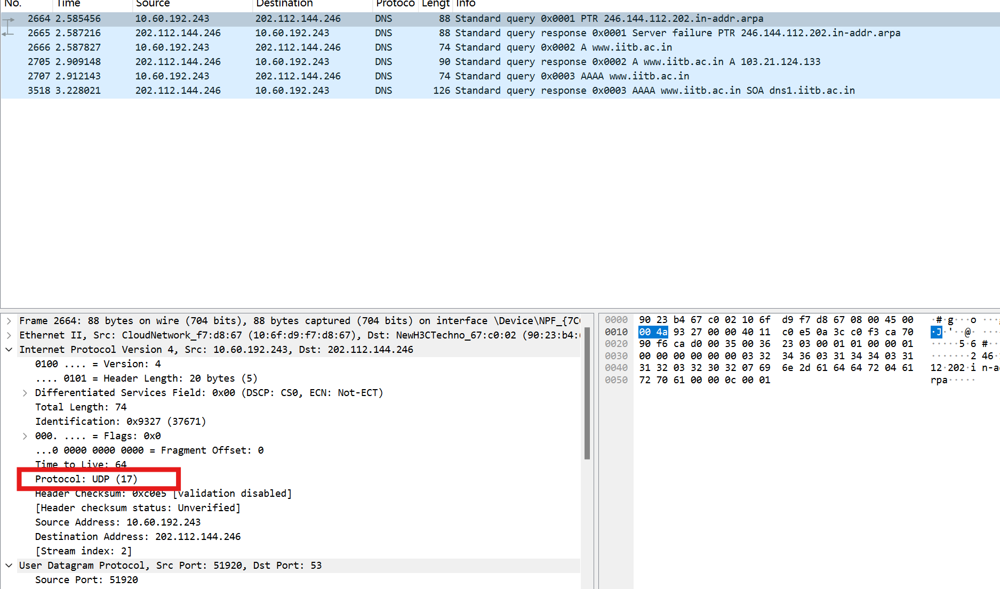 No. Time Source Destination Protoco Lengt Info
2664 2.585456 10.60.192.243 202.112.144.246 DNS 88 Standard query 0x0001 PTR 246.144.112.202.in-addr.arpa
2665 2.587216 202.112.144.246 10.60.192.243 DNS 88 Standard query response 0x0001 Server failure PTR 246.144.112.202.in-addr.arpa
2666 2.587827 10.60.192.243 202.112.144.246 DNS 74 Standard query 0x0002 A www.iitb.ac.in
2705 2.909148 202.112.144.246 10.60.192.243 DNS 90 Standard query response 0x0002 A www.iitb.ac.in A 103.21.124.133
2707 2.912143 10.60.192.243 202.112.144.246 DNS 74 Standard query 0x0003 AAAA www.iitb.ac.in
3518 3.228021 202.112.144.246 10.60.192.243 DNS 126 Standard query response 0x0003 AAAA www.iitb.ac.in SOA dns1.iitb.ac.in
Frame 2664: 88 bytes on wire (704 bits), 88 bytes captured (704 bits) on interface \Device\NPF_{7C
Ethernet II, Src: CloudNetwork_f7:d8:67 (10:6f:d9:f7:d8:67), Dst: NewH3CTechno_67:c0:02 (90:23:b4:
Internet Protocol Version 4, Src: 10.60.192.243, Dst: 202.112.144.246
0100 .... = Version: 4
.... 0101 = Header Length: 20 bytes (5)
Differentiated Services Field: 0x00 (DSCP: CS0, ECN: Not-ECT)
Total Length: 74
Identification: 0x9327 (37671)
000. .... = Flags: 0x0
...0 0000 0000 0000 = Fragment Offset: 0
Time to Live: 64
Protocol: UDP (17)
Header Checksum: 0xc0e5 [validation disabled]
[Header checksum status: Unverified]
Source Address: 10.60.192.243
Destination Address: 202.112.144.246
[Stream index: 2]
User Datagram Protocol, Src Port: 51920, Dst Port: 53
Source Port: 51920
0000 90 23 b4 67 c0 02 10 6f d9 f7 d8 67 08 00 45 00 ·#·g···o ···g
0010 00 4a 93 27 00 00 40 11 c0 e5 0a 3c c0 f3 ca 70 ·J·'··@·
0020 90 f6 ca d0 00 35 00 36 23 03 00 01 01 00 00 01 ·····5·6 #·
0030 00 00 00 00 00 00 03 32 34 36 03 31 34 34 03 31 ·······2 46·
0040 31 32 03 32 30 32 07 69 6e 2d 61 64 64 72 04 61 12·202·i n-a
0050 72 70 61 00 00 0c 00 01 rpa·····